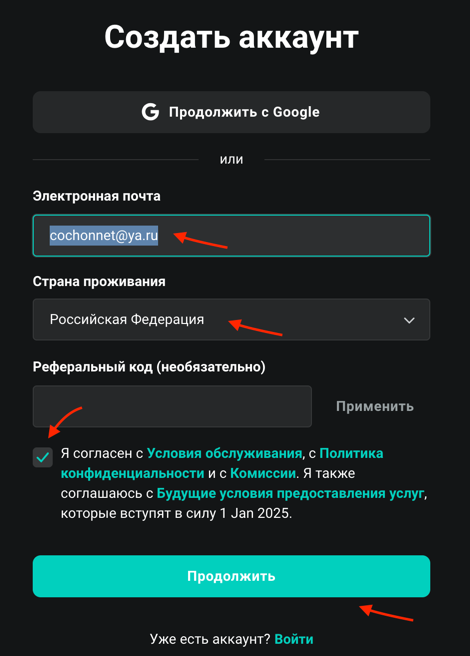 Создать аккаунт
Продолжить с Google
или
Электронная почта
cochonnet@ya.ru
Страна проживания
Российская Федерация
Реферальный код (необязательно)
Применить
Я согласен с Условия обслуживания, с Политика
конфиденциальности и с Комиссии. Я также
соглашаюсь с Будущие условия предоставления услуг,
которые вступят в силу 1 Jan 2025.
Продолжить
Уже есть аккаунт? Войти